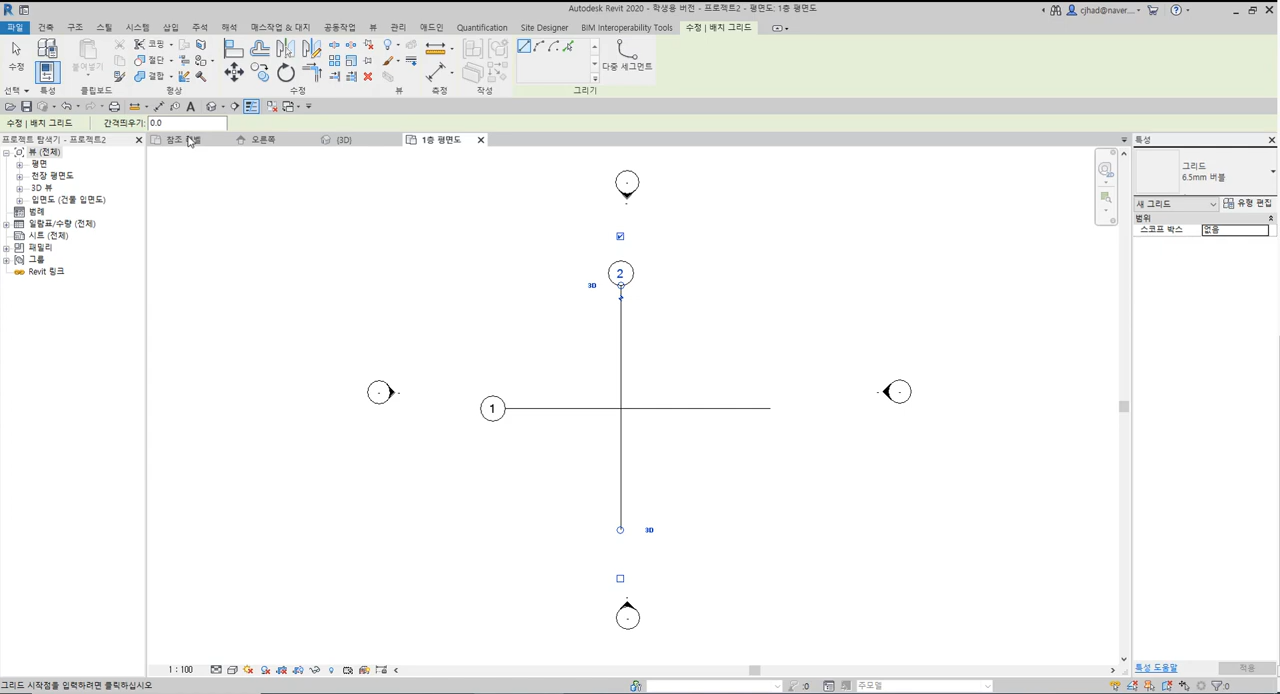 Autodesk Revit 2020 - 학생용 버전 - 프로젝트2 - 평면도: 1층 평면도
cjhad@naver....
파일 건축 구조 스틸 시스템 삽입 주석 해석 매스작업 & 대지 공동작업 뷰 관리 애드인 Quantification Site Designer BIM Interoperability Tools 수정 | 배치 그리드
수정 붙여넣기 코핑 절단 결합 다중 세그먼트
선택 특성 클립보드 형상 수정 뷰 측정 작성 그리기
수정 | 배치 그리드 간격띄우기: 0.0
프로젝트 탐색기 - 프로젝트2 오른쪽 {3D} 1층 평면도 특성
뷰 (전체)
평면
천장 평면도
3D 뷰
입면도 (건물 입면도)
범례
일람표/수량 (전체)
시트 (전체)
패밀리
그룹
Revit 링크
그리드
6.5mm 버블
새 그리드 유형 편집
범위
스코프 박스 없음
2
3D
1
3D
1 : 100
특성 도움말 적용
그리드 시작점을 입력하려면 클릭하십시오 :0 주모델 :0